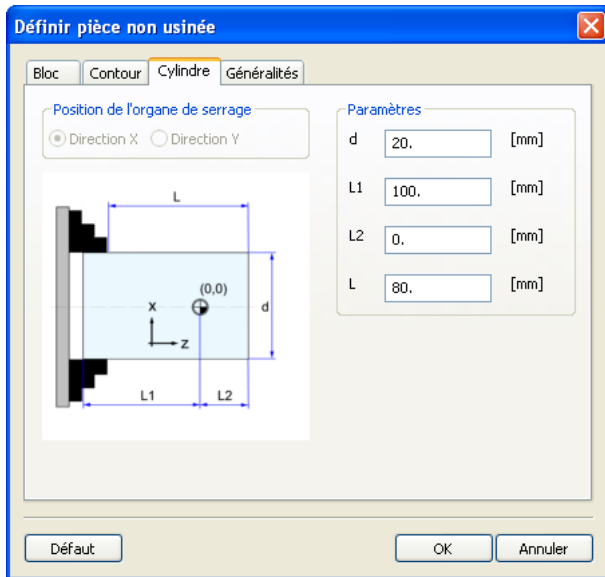 Définir pièce non usinée
Bloc Contour Cylindre Généralités
Position de l'organe de serrage
Direction X Direction Y
L
(0,0)
X
d
Z
L1 L2
Paramètres
d 20. [mm]
L1 100. [mm]
L2 0. [mm]
L 80. [mm]
Défaut OK Annuler